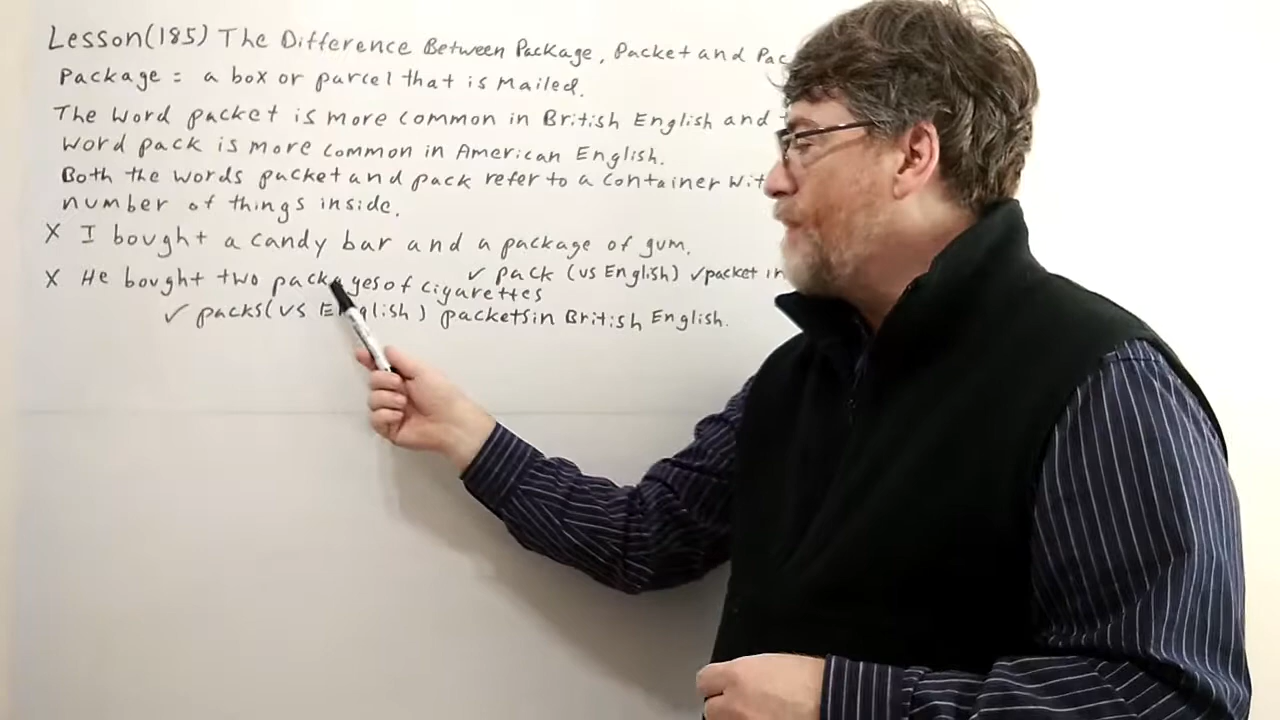 Lesson(185) The Difference Between Package, Packet and Pac
Package = a box or parcel that is Mailed.
The word packet is more common in British English and t
word pack is more common in American English.
Both the words packet and pack refer to a container wit
number of things inside.
X I bought a candy bar and a package of gum.
✓ pack (US English) ✓packet in
X He bought two packages of cigarettes
✓ packs(US English) packets in British English.